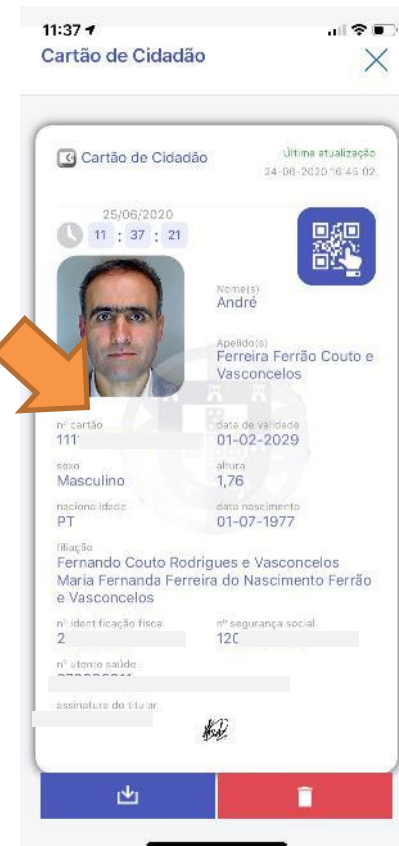 11:37
Cartão de Cidadão
Cartão de Cidadão
Última atualização
24-06-2020 16:46:02
25/06/2020
11 : 37 : 21
Nome(s)
André
Apelido(s)
Ferreira Ferrão Couto e
Vasconcelos
nº cartão
data de validade
111
01-02-2029
sexo
altura
Masculino
1,76
nacionalidade
data nascimento
PT
01-07-1977
filiação
Fernando Couto Rodrigues e Vasconcelos
Maria Fernanda Ferreira do Nascimento Ferrão
e Vasconcelos
nº identificação fiscal
nº segurança social
2
120
nº utente saúde
assinatura do titular